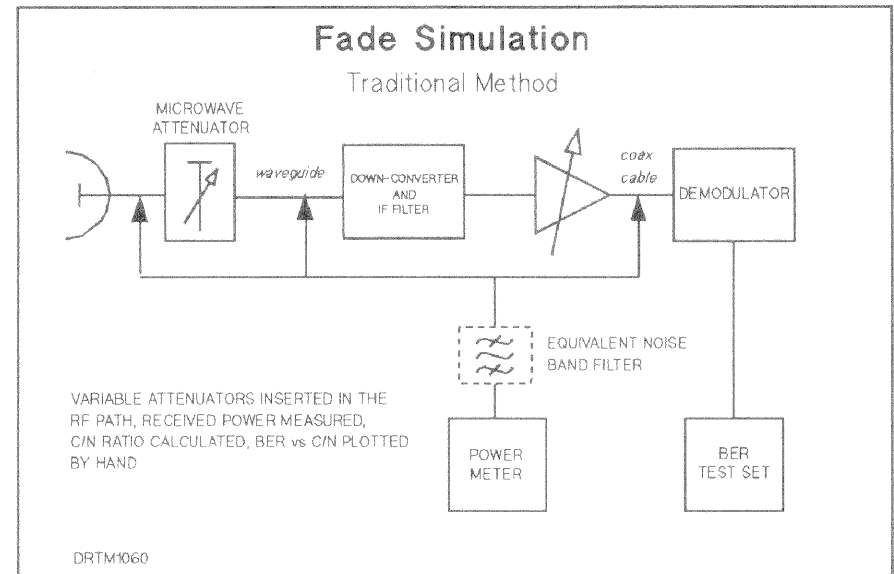 Fade Simulation
Traditional Method
MICROWAVE
ATTENUATOR
waveguide
DOWN-CONVERTER
AND
IF FILTER
coax
cable
DEMODULATOR
EQUIVALENT NOISE
BAND FILTER
VARIABLE ATTENUATORS INSERTED IN THE
RF PATH, RECEIVED POWER MEASURED,
C/N RATIO CALCULATED, BER vs C/N PLOTTED
BY HAND
POWER
METER
BER
TEST SET
DRTM1060